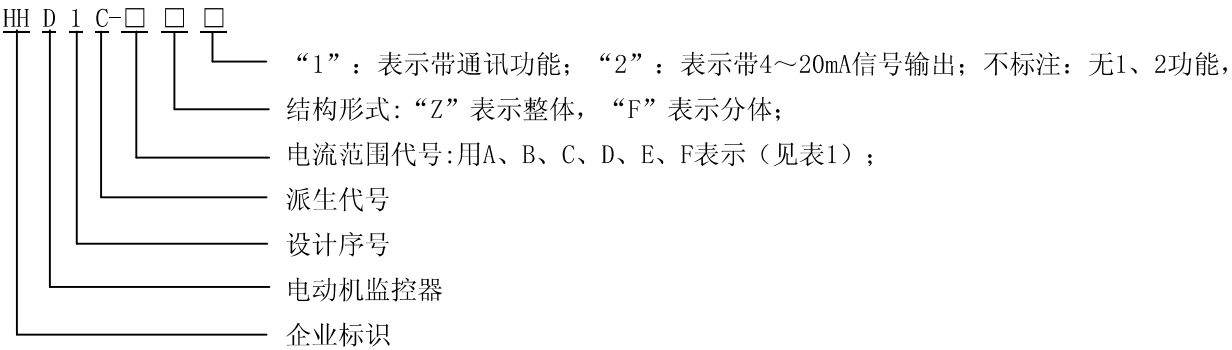 HH D 1 C-□ □ □
“1”: 表示带通讯功能; “2”: 表示带4～20mA信号输出; 不标注: 无1、2功能,
结构形式:“Z”表示整体, “F”表示分体;
电流范围代号:用A、B、C、D、E、F表示（见表1）;
派生代号
设计序号
电动机监控器
企业标识